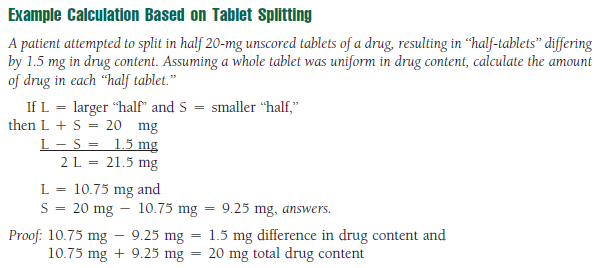 Example Calculation Based on Tablet Splitting
A patient attempted to split in half 20-mg unscored tablets of a drug, resulting in “half-tablets” differing
by 1.5 mg in drug content. Assuming a whole tablet was uniform in drug content, calculate the amount
of drug in each “half tablet.”
If L = larger “half” and S = smaller “half,”
then L + S = 20 mg
L − S = 1.5 mg
2 L = 21.5 mg
L = 10.75 mg and
S = 20 mg − 10.75 mg = 9.25 mg, answers.
Proof: 10.75 mg − 9.25 mg = 1.5 mg difference in drug content and
10.75 mg + 9.25 mg = 20 mg total drug content